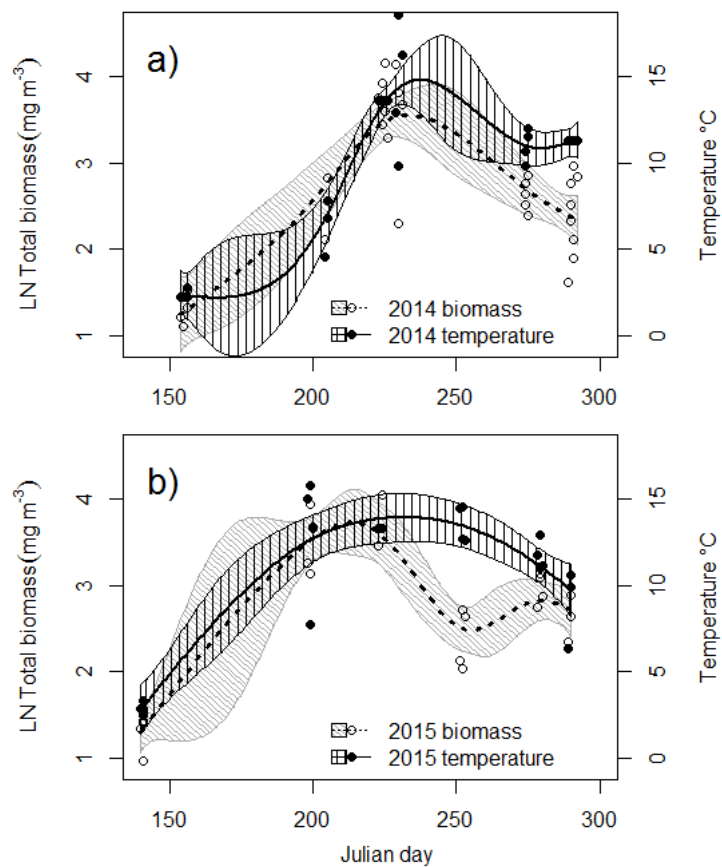 a)
4
3
2
1
LN Total biomass(mg m⁻³)
15
10
5
0
Temperature °C
2014 biomass
2014 temperature
150 200 250 300
b)
4
3
2
1
LN Total biomass(mg m⁻³)
15
10
5
0
Temperature °C
2015 biomass
2015 temperature
150 200 250 300
Julian day